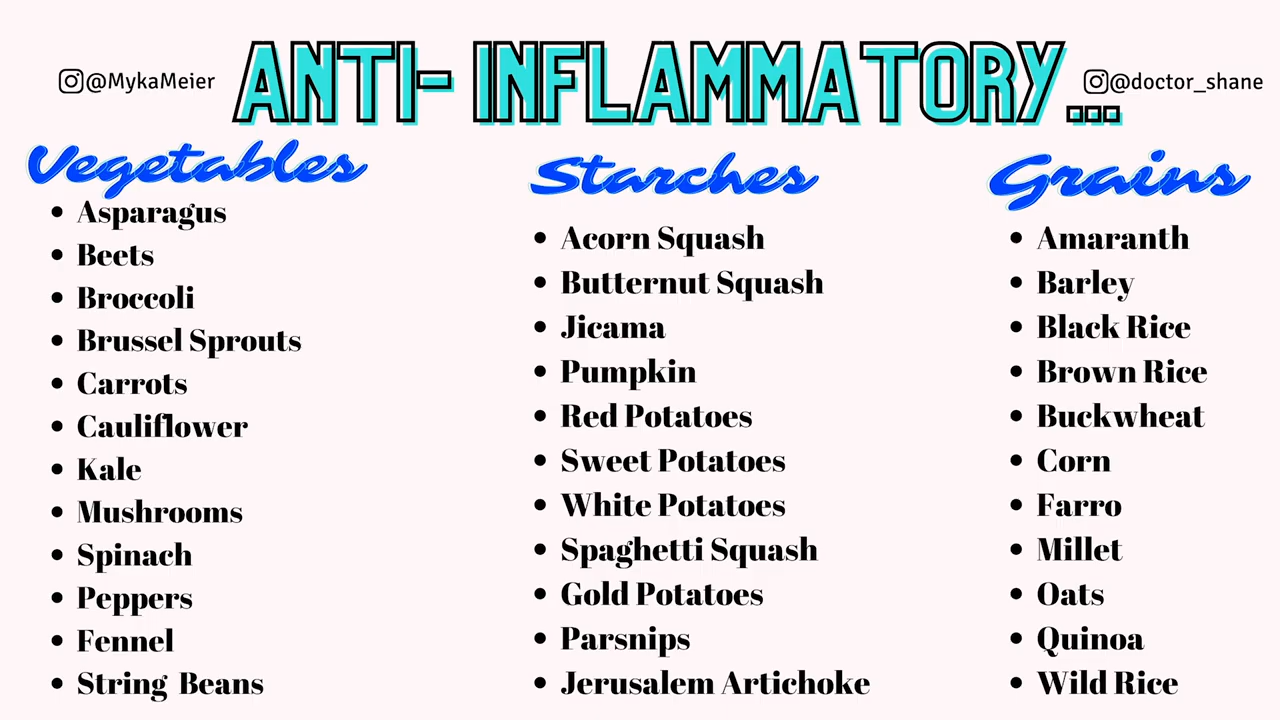 @MykaMeier
ANTI- INFLAMMATORY...
@doctor_shane
Vegetables
Asparagus
Beets
Broccoli
Brussel Sprouts
Carrots
Cauliflower
Kale
Mushrooms
Spinach
Peppers
Fennel
String Beans
Starches
Acorn Squash
Butternut Squash
Jicama
Pumpkin
Red Potatoes
Sweet Potatoes
White Potatoes
Spaghetti Squash
Gold Potatoes
Parsnips
Jerusalem Artichoke
Grains
Amaranth
Barley
Black Rice
Brown Rice
Buckwheat
Corn
Farro
Millet
Oats
Quinoa
Wild Rice